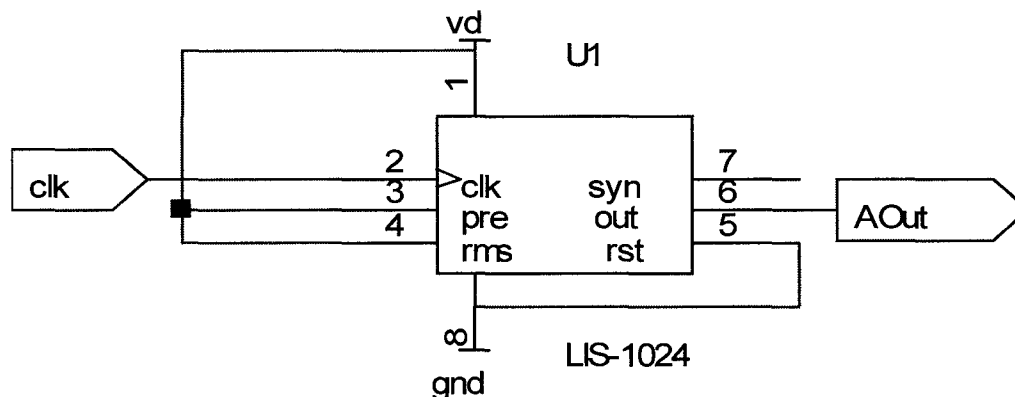 vd
U1
1
clk
2
3
4
clk
pre
rms
syn
out
rst
7
6
5
AOut
8
gnd
LIS-1024